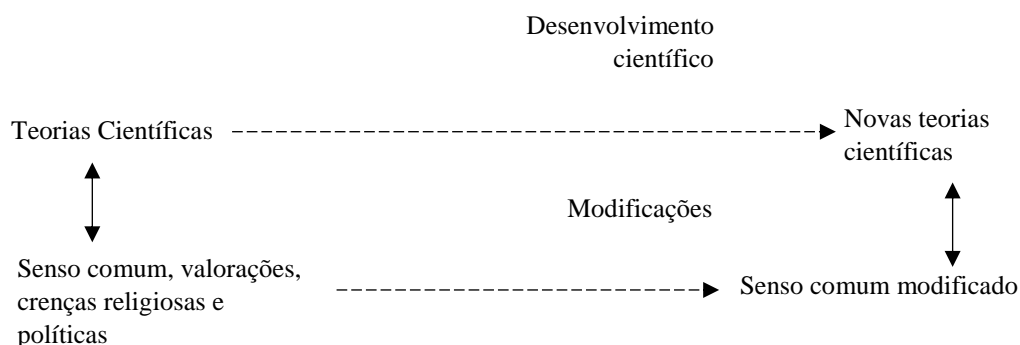 Desenvolvimento
científico
Teorias Científicas
Novas teorias
científicas
Modificações
Senso comum, valorações,
crenças religiosas e
políticas
Senso comum modificado